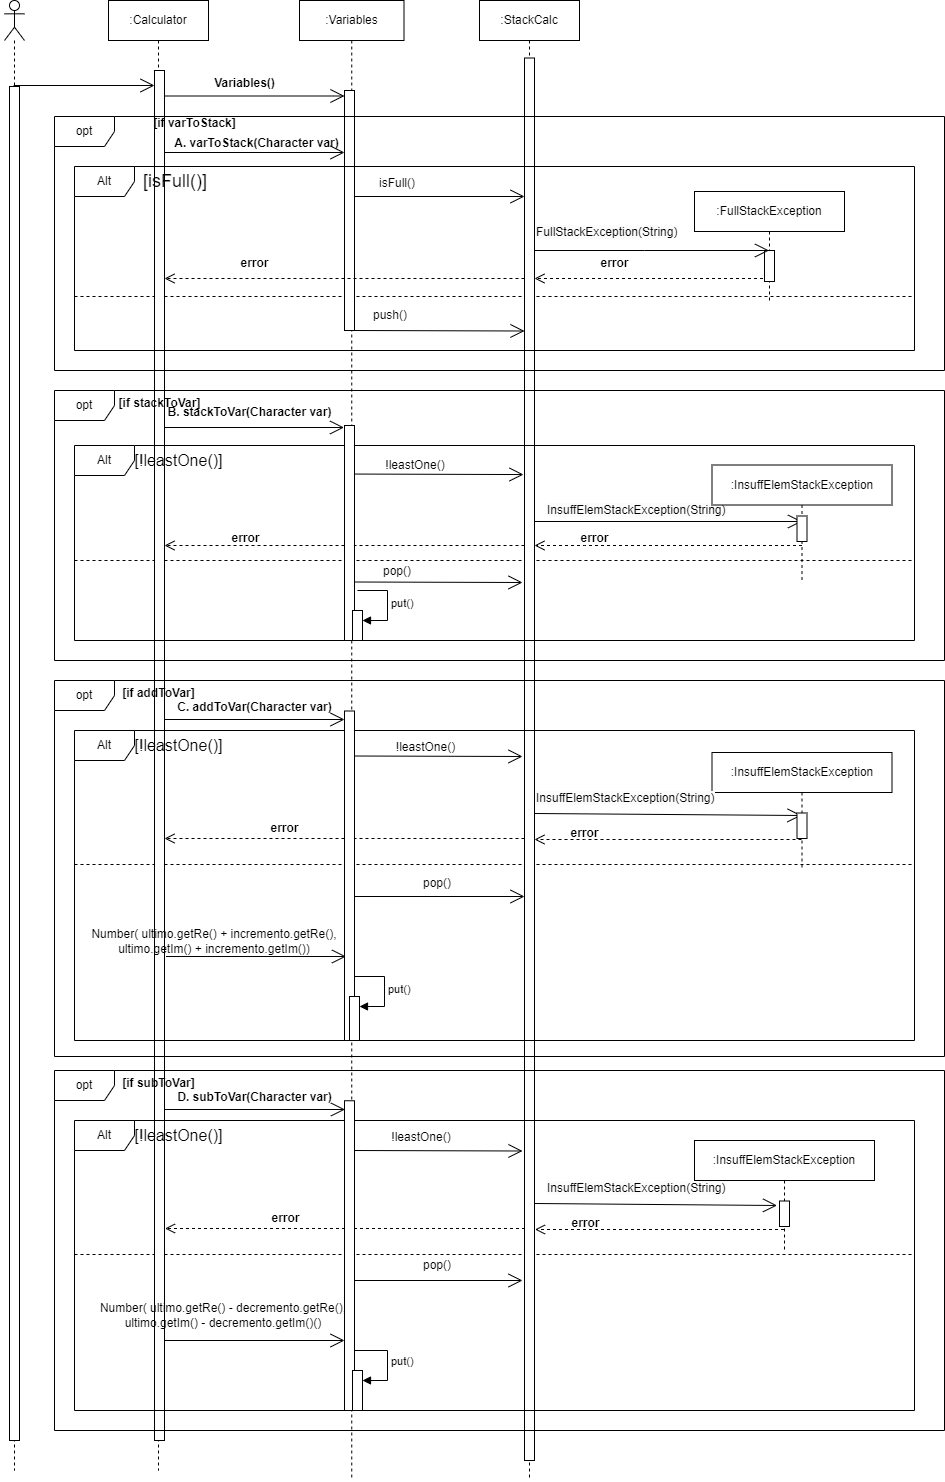 :Calculator
:Variables
:StackCalc
Variables()
opt
[if varToStack]
A. varToStack(Character var)
Alt
[isFull()]
isFull()
:FullStackException
FullStackException(String)
error
error
push()
opt
[if stackToVar]
B. stackToVar(Character var)
Alt
[!leastOne()]
!leastOne()
:InsuffElemStackException
InsuffElemStackException(String)
error
error
pop()
put()
opt
[if addToVar]
C. addToVar(Character var)
Alt
[!leastOne()]
!leastOne()
:InsuffElemStackException
InsuffElemStackException(String)
error
error
pop()
Number( ultimo.getRe() + incremento.getRe(),
ultimo.getIm() + incremento.getIm())
put()
opt
[if subToVar]
D. subToVar(Character var)
Alt
[!leastOne()]
!leastOne()
:InsuffElemStackException
InsuffElemStackException(String)
error
error
pop()
Number( ultimo.getRe() - decremento.getRe()
ultimo.getIm() - decremento.getIm()()
put()